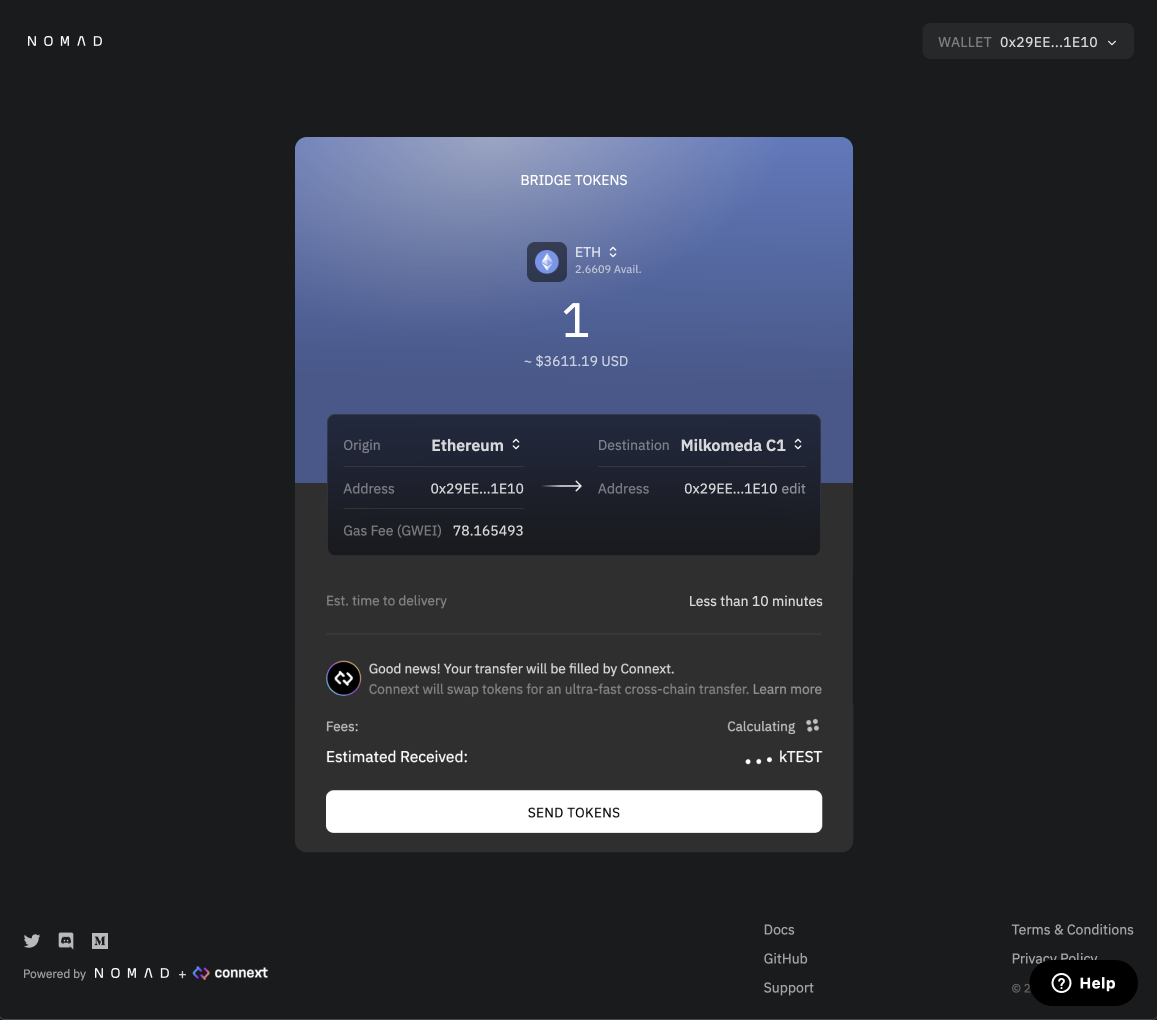 NOMAD
WALLET 0x29EE...1E10
BRIDGE TOKENS
ETH
2.6609 Avail.
1
~ $3611.19 USD
Origin Ethereum
Destination Milkomeda C1
Address 0x29EE...1E10
Address 0x29EE...1E10 edit
Gas Fee (GWEI) 78.165493
Est. time to delivery Less than 10 minutes
Good news! Your transfer will be filled by Connext.
Connext will swap tokens for an ultra-fast cross-chain transfer. Learn more
Fees: Calculating
Estimated Received: ... kTEST
SEND TOKENS
Powered by NOMAD + connext
Docs
GitHub
Support
Terms & Conditions
Privacy Policy
© 2
Help